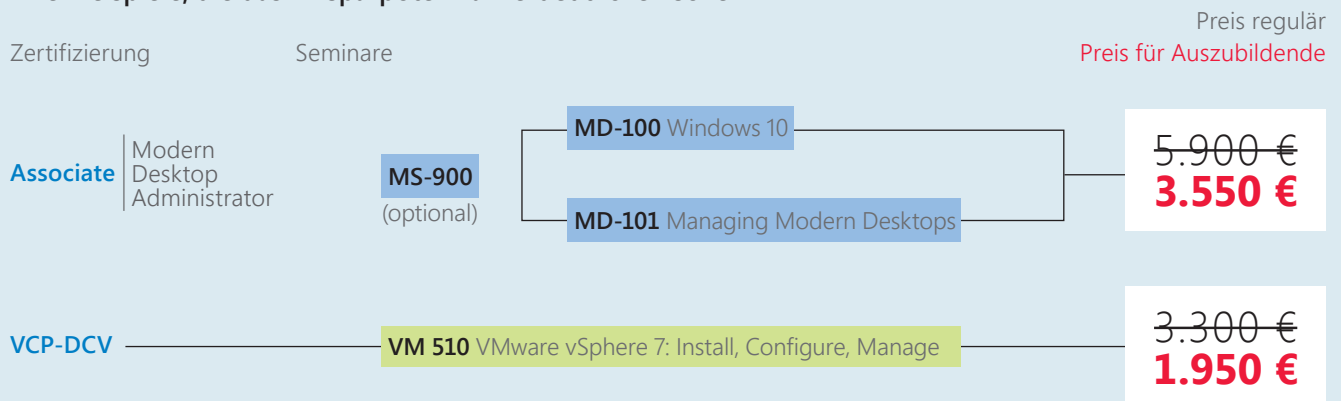 Preis regulär
Zertifizierung Seminare Preis für Auszubildende
MD-100 Windows 10
Associate Modern
Desktop
Administrator
MS-900
(optional)
MD-101 Managing Modern Desktops
5.900 €
3.550 €
VCP-DCV VM 510 VMware vSphere 7: Install, Configure, Manage
3.300 €
1.950 €